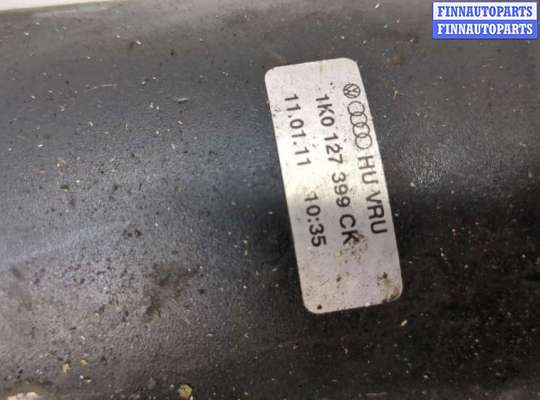 FINNAUTOPARTS
FINNAUTOPARTS
HU VRU
1K0 127 399 CK
11.01.11 10:35